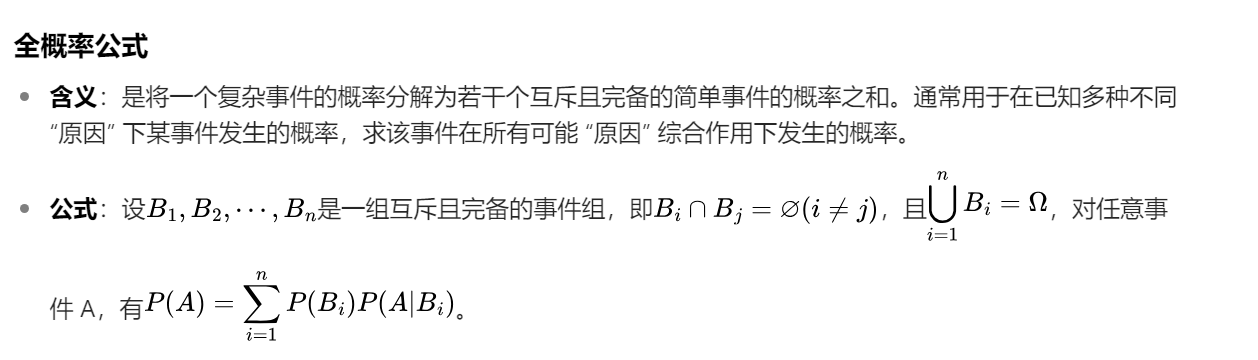 全概率公式
• 含义：是将一个复杂事件的概率分解为若干个互斥且完备的简单事件的概率之和。通常用于在已知多种不同
“原因” 下某事件发生的概率，求该事件在所有可能 “原因” 综合作用下发生的概率。
• 公式：设$B_1, B_2, \cdots, B_n$是一组互斥且完备的事件组，即$B_i \cap B_j = \varnothing (i \neq j)$，且$\bigcup_{i=1}^{n} B_i = \Omega$，对任意事
件 A，有$P(A) = \sum_{i=1}^{n} P(B_i)P(A|B_i)$。